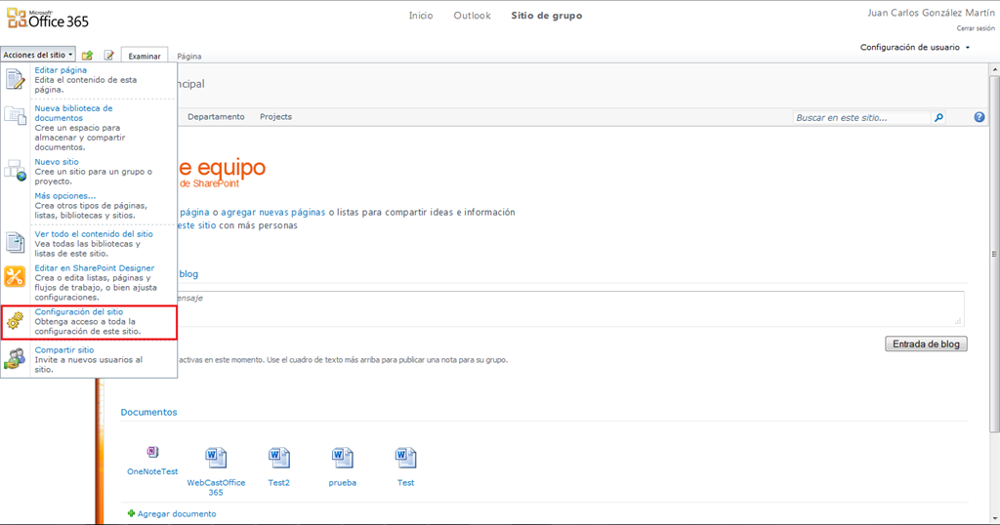 Microsoft®
Office 365
Inicio Outlook Sitio de grupo
Juan Carlos González Martín
Cerrar sesión
Configuración de usuario
Acciones del sitio
Examinar
Página
Editar página
Edita el contenido de esta
página.
Nueva biblioteca de
documentos
Cree un espacio para
almacenar y compartir
documentos.
Nuevo sitio
Cree un sitio para un grupo o
proyecto.
Más opciones...
Crea otros tipos de páginas,
listas, bibliotecas y sitios.
Ver todo el contenido del sitio
Vea todas las bibliotecas y
listas de este sitio.
Editar en SharePoint Designer
Crea o edita listas, páginas y
flujos de trabajo, o bien ajusta
configuraciones.
Configuración del sitio
Obtenga acceso a toda la
configuración de este sitio.
Compartir sitio
Invite a nuevos usuarios al
sitio.
ncipal
Departamento Projects
Buscar en este sitio...
e equipo
de SharePoint
página o agregar nuevas páginas o listas para compartir ideas e información
este sitio con más personas
blog
ensaje
Entrada de blog
activas en este momento. Use el cuadro de texto más arriba para publicar una nota para su grupo.
Documentos
OneNoteTest
WebCastOffice
365
Test2
prueba
Test
Agregar documento